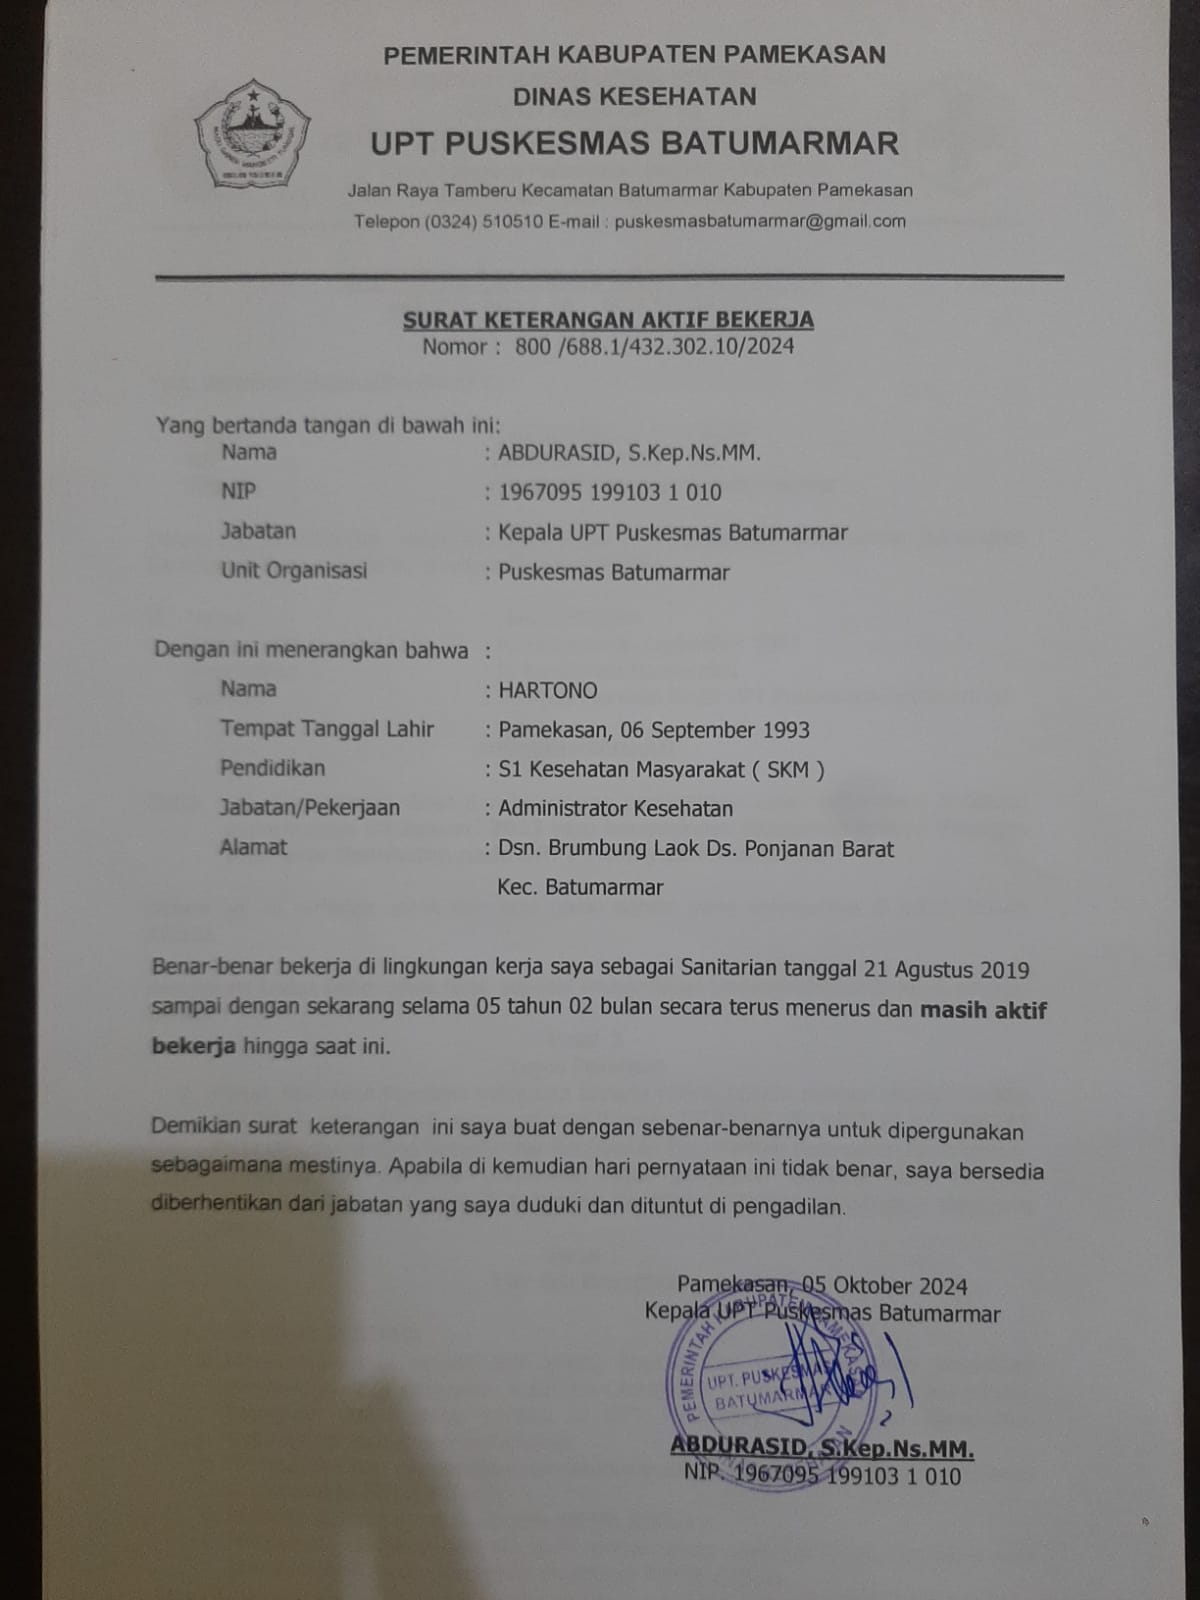 PEMERINTAH KABUPATEN PAMEKASAN
DINAS KESEHATAN
UPT PUSKESMAS BATUMARMAR
Jalan Raya Tamberu Kecamatan Batumarmar Kabupaten Pamekasan
Telepon (0324) 510510 E-mail : puskesmasbatumarmar@gmail.com
SURAT KETERANGAN AKTIF BEKERJA
Nomor : 800 /688.1/432.302.10/2024
Yang bertanda tangan di bawah ini:
Nama : ABDURASID, S.Kep.Ns.MM.
NIP : 1967095 199103 1 010
Jabatan : Kepala UPT Puskesmas Batumarmar
Unit Organisasi : Puskesmas Batumarmar
Dengan ini menerangkan bahwa :
Nama : HARTONO
Tempat Tanggal Lahir : Pamekasan, 06 September 1993
Pendidikan : S1 Kesehatan Masyarakat ( SKM )
Jabatan/Pekerjaan : Administrator Kesehatan
Alamat : Dsn. Brumbung Laok Ds. Ponjanan Barat
Kec. Batumarmar
Benar-benar bekerja di lingkungan kerja saya sebagai Sanitarian tanggal 21 Agustus 2019
sampai dengan sekarang selama 05 tahun 02 bulan secara terus menerus dan masih aktif
bekerja hingga saat ini.
Demikian surat keterangan ini saya buat dengan sebenar-benarnya untuk dipergunakan
sebagaimana mestinya. Apabila di kemudian hari pernyataan ini tidak benar, saya bersedia
diberhentikan dari jabatan yang saya duduki dan dituntut di pengadilan.
Pamekasan, 05 Oktober 2024
Kepala UPT Puskesmas Batumarmar
PEMERINTAH KABUPATEN PAMEKASAN
UPT. PUSKESMAS
BATUMARMAR
ABDURASID, S.Kep.Ns.MM.
NIP. 1967095 199103 1 010